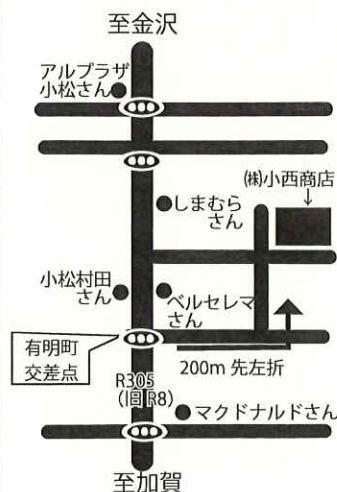 至金沢
アルプラザ
小松さん
(株)小西商店
しまむら
さん
小松村田
さん
ベルセレマ
さん
有明町
交差点
200m 先左折
R305
(旧 R8)
マクドナルドさん
至加賀